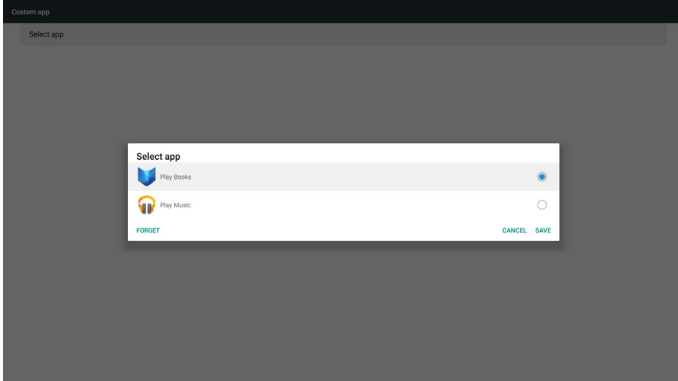 Custom app
Select app
Select app
Play Books
Play Music
FORGET CANCEL SAVE